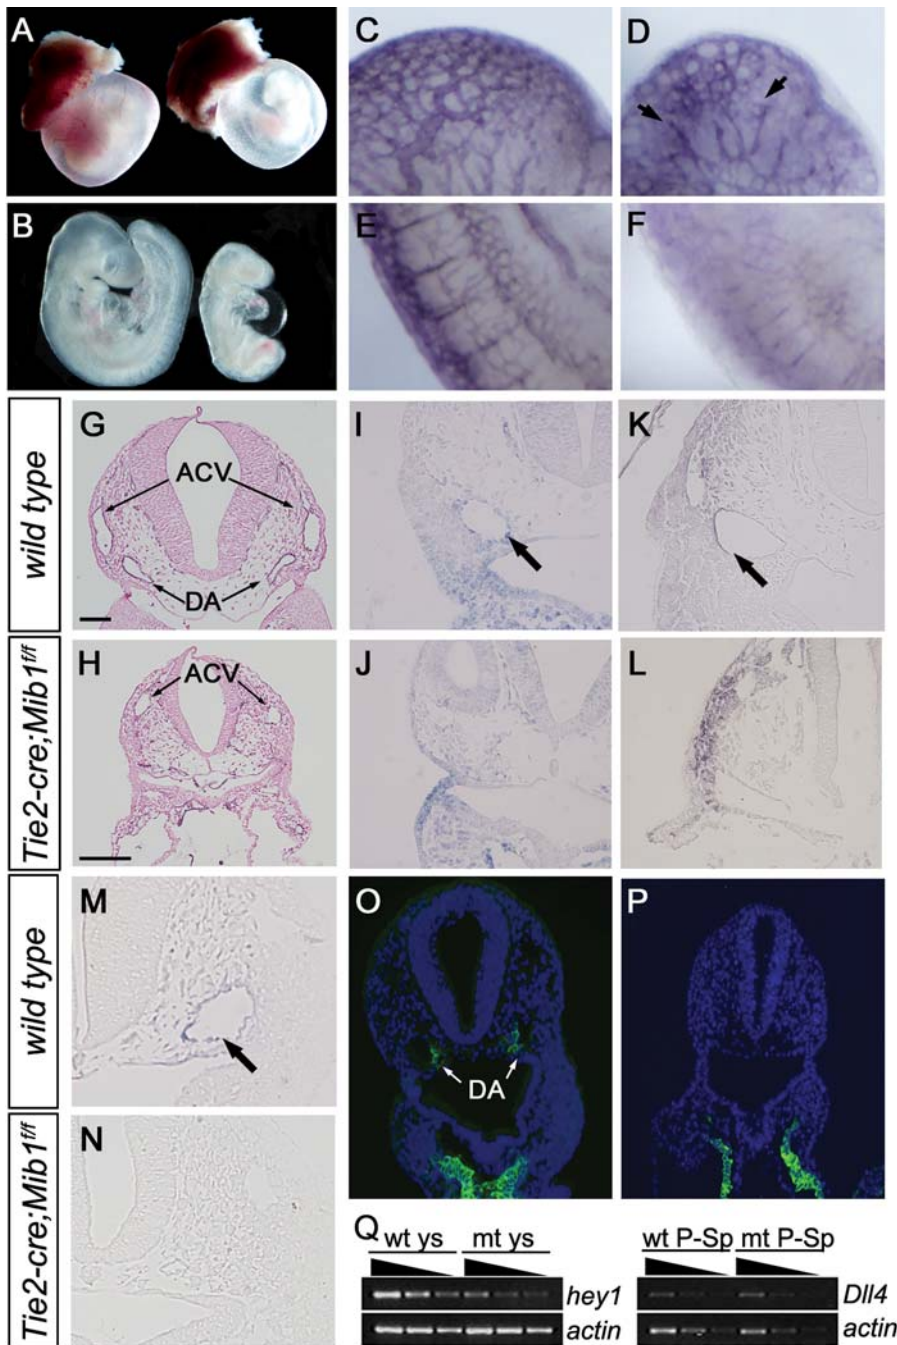 A
B
C
D
E
F
wild type
G
ACV
DA
I
K
Tie2-cre;Mib1f/f
H
ACV
J
L
wild type
M
O
DA
P
Tie2-cre;Mib1f/f
N
Q
wt ys mt ys
hey1
actin
wt P-Sp mt P-Sp
Dll4
actin